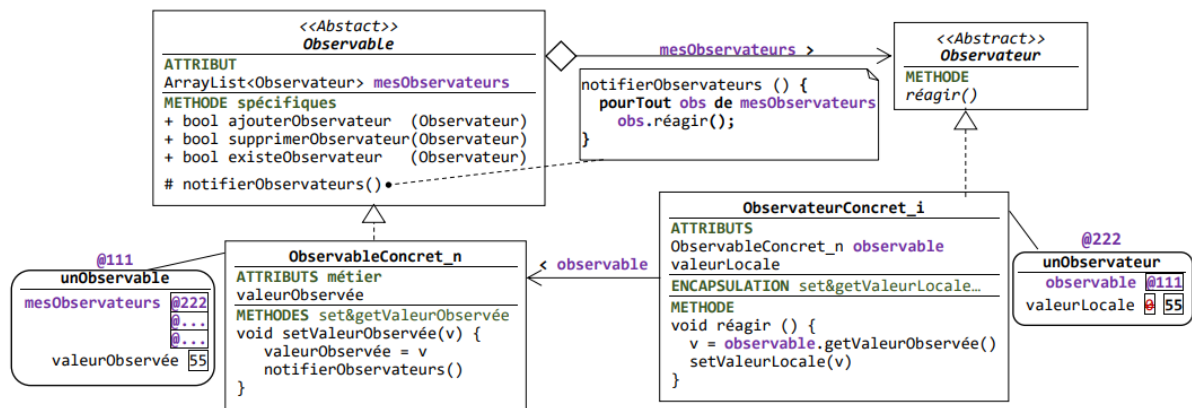 <<Abstact>>
Observable
ATTRIBUT
ArrayList<Observateur> mesObservateurs
METHODE spécifiques
+ bool ajouterObservateur (Observateur)
+ bool supprimerObservateur(Observateur)
+ bool existeObservateur (Observateur)
# notifierObservateurs()
mesObservateurs >
notifierObservateurs () {
pourTout obs de mesObservateurs
obs.réagir();
}
<<Abstract>>
Observateur
METHODE
réagir()
@111
unObservable
mesObservateurs @222
@...
@...
valeurObservée 55
ObservableConcret_n
ATTRIBUTS métier
valeurObservée
METHODES set&getValeurObservée
void setValeurObservée(v) {
valeurObservée = v
notifierObservateurs()
}
< observable
ObservateurConcret_i
ATTRIBUTS
ObservableConcret_n observable
valeurLocale
ENCAPSULATION set&getValeurLocale…
METHODE
void réagir () {
v = observable.getValeurObservée()
setValeurLocale(v)
}
@222
unObservateur
observable @111
valeurLocale 0 55